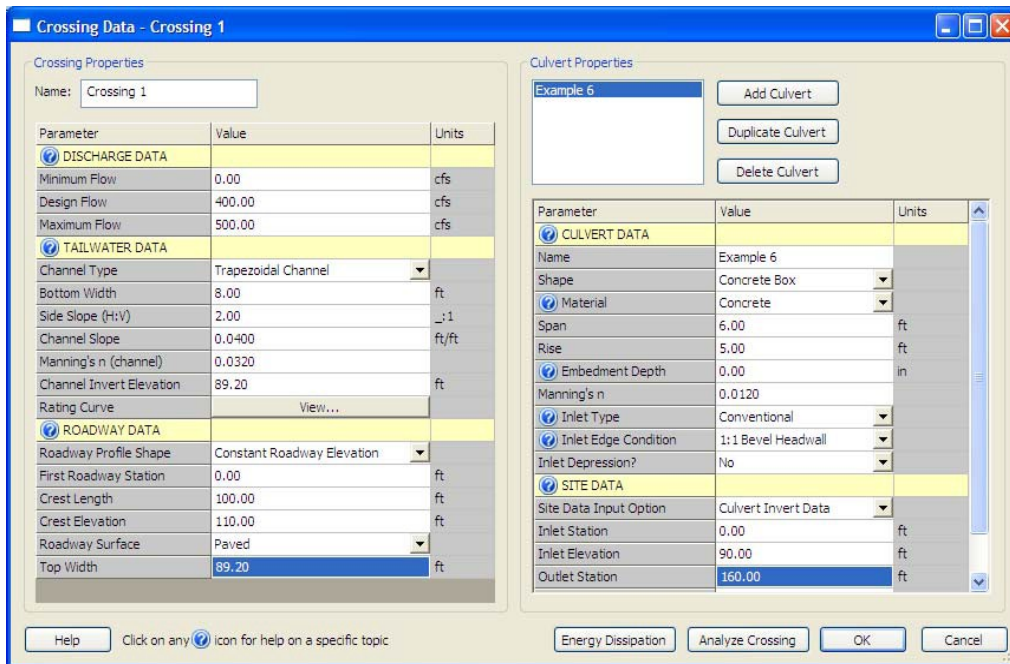 Crossing Data - Crossing 1
Crossing Properties
Name: Crossing 1
Parameter Value Units
DISCHARGE DATA
Minimum Flow 0.00 cfs
Design Flow 400.00 cfs
Maximum Flow 500.00 cfs
TAILWATER DATA
Channel Type Trapezoidal Channel
Bottom Width 8.00 ft
Side Slope (H:V) 2.00 _:1
Channel Slope 0.0400 ft/ft
Manning's n (channel) 0.0320
Channel Invert Elevation 89.20 ft
Rating Curve View...
ROADWAY DATA
Roadway Profile Shape Constant Roadway Elevation
First Roadway Station 0.00 ft
Crest Length 100.00 ft
Crest Elevation 110.00 ft
Roadway Surface Paved
Top Width 89.20 ft
Culvert Properties
Example 6
Add Culvert
Duplicate Culvert
Delete Culvert
Parameter Value Units
CULVERT DATA
Name Example 6
Shape Concrete Box
Material Concrete
Span 6.00 ft
Rise 5.00 ft
Embedment Depth 0.00 in
Manning's n 0.0120
Inlet Type Conventional
Inlet Edge Condition 1:1 Bevel Headwall
Inlet Depression? No
SITE DATA
Site Data Input Option Culvert Invert Data
Inlet Station 0.00 ft
Inlet Elevation 90.00 ft
Outlet Station 160.00 ft
Help Click on any ? icon for help on a specific topic
Energy Dissipation Analyze Crossing OK Cancel